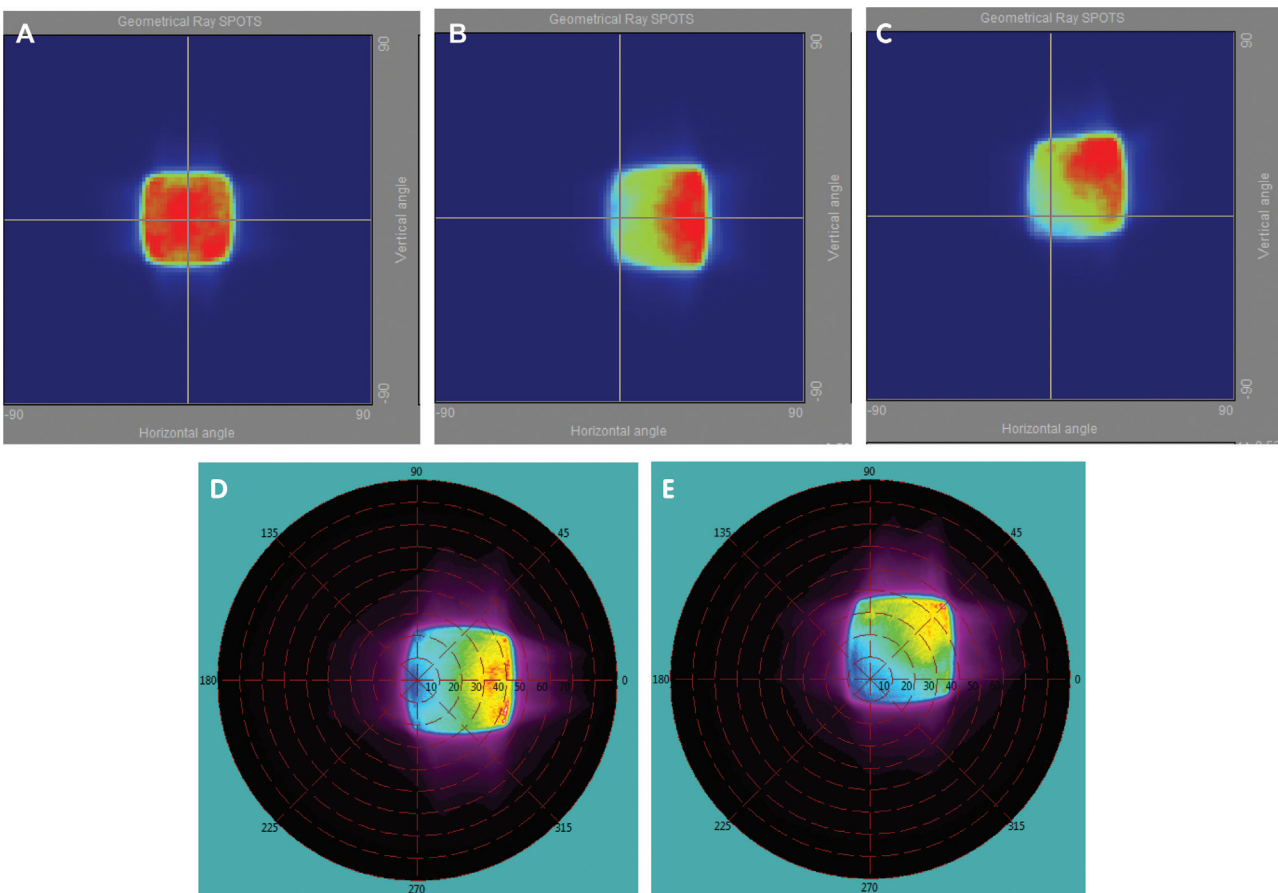 A
Geometrical Ray SPOTS
90
Vertical angle
-90
-90
90
Horizontal angle
B
Geometrical Ray SPOTS
90
Vertical angle
-90
-90
90
Horizontal angle
C
Geometrical Ray SPOTS
90
Vertical angle
-90
-90
90
Horizontal angle
D
90
135
45
180
10 20 30 40 50 60 70
0
225
315
270
E
90
135
45
180
10 20 30 40 50
0
225
315
270